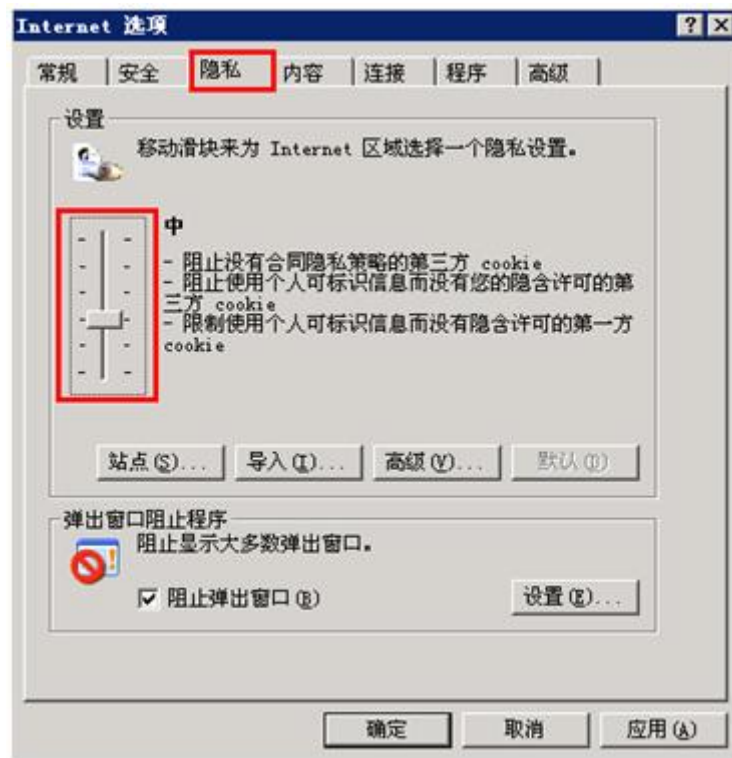 Internet 选项
常规 安全 隐私 内容 连接 程序 高级
设置
移动滑块来为 Internet 区域选择一个隐私设置。
中
- 阻止没有合同隐私策略的第三方 cookie
- 阻止使用个人可标识信息而没有您的隐含许可的第
三方 cookie
- 限制使用个人可标识信息而没有隐含许可的第一方
cookie
站点(S)... 导入(I)... 高级(V)... 默认(D)
弹出窗口阻止程序
阻止显示大多数弹出窗口。
阻止弹出窗口(B) 设置(E)...
确定 取消 应用(A)